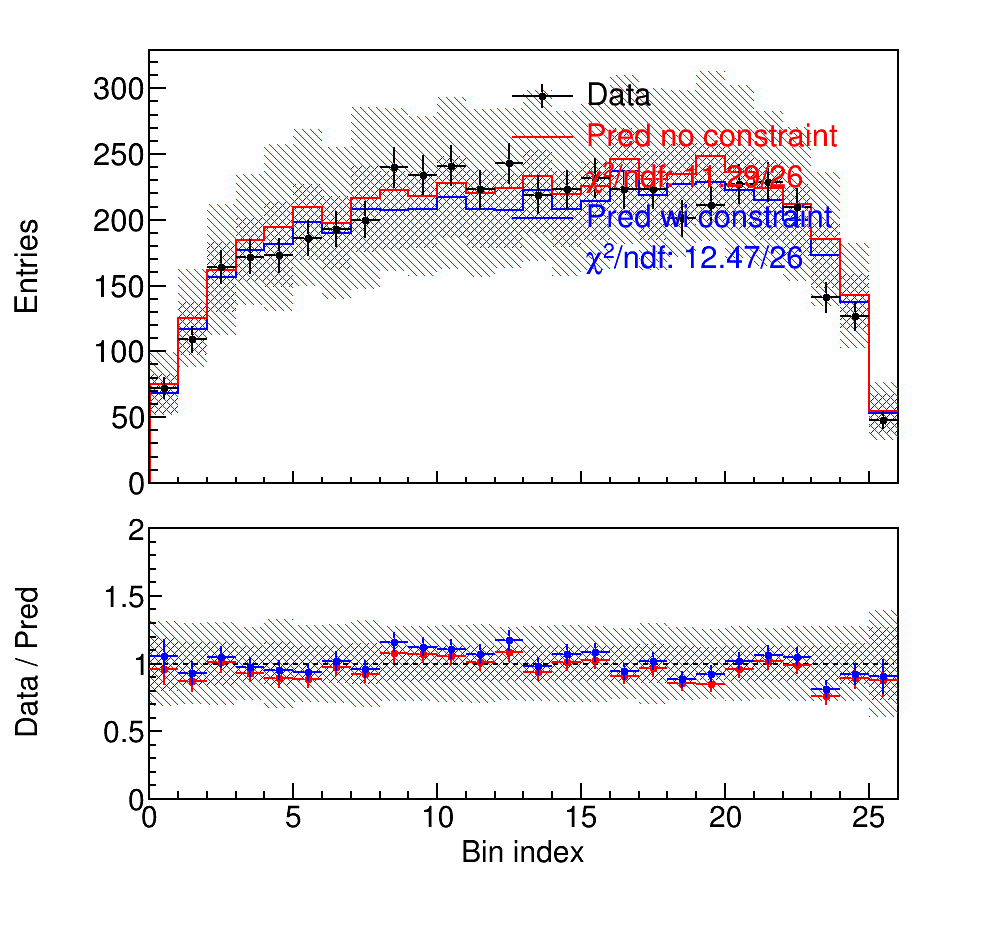 300
250
200
150
100
50
0
Entries
Data
Pred no constraint
χ²/ndf: 11.29/26
Pred w/ constraint
χ²/ndf: 12.47/26
2
1.5
1
0.5
0
Data / Pred
0 5 10 15 20 25
Bin index